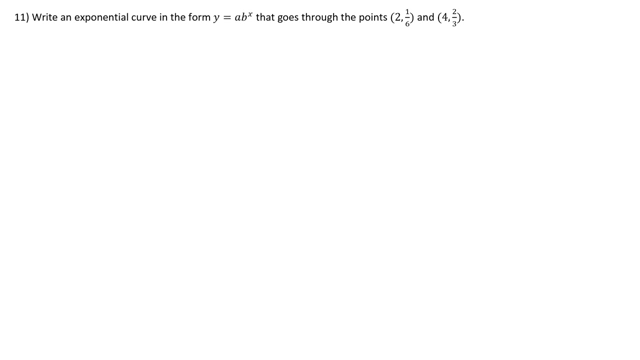 11) Write an exponential curve in the form y = abˣ that goes through the points (2, 1/6) and (4, 2/3).